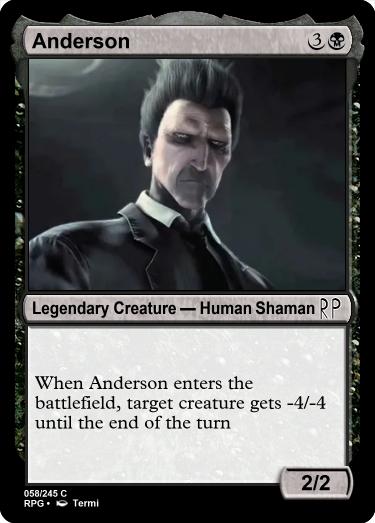 Anderson 3
Legendary Creature — Human Shaman RP
When Anderson enters the
battlefield, target creature gets -4/-4
until the end of the turn
2/2
058/245 C
RPG • Termi